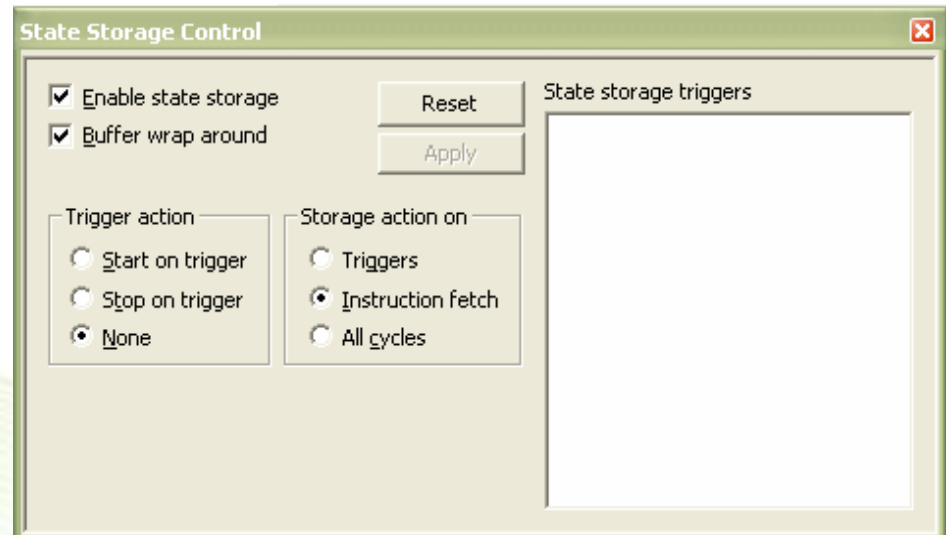 State Storage Control
Enable state storage
Buffer wrap around
Reset
Apply
State storage triggers
Trigger action
Start on trigger
Stop on trigger
None
Storage action on
Triggers
Instruction fetch
All cycles